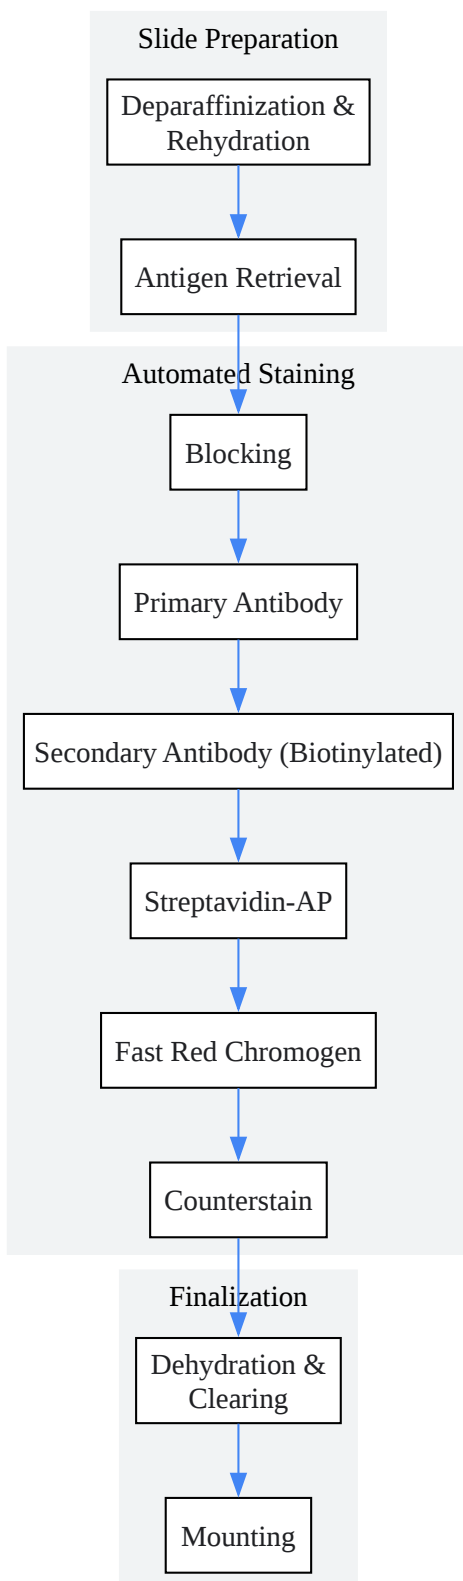 Slide Preparation
Deparaffinization &
Rehydration
Antigen Retrieval
Automated Staining
Blocking
Primary Antibody
Secondary Antibody (Biotinylated)
Streptavidin-AP
Fast Red Chromogen
Counterstain
Finalization
Dehydration &
Clearing
Mounting